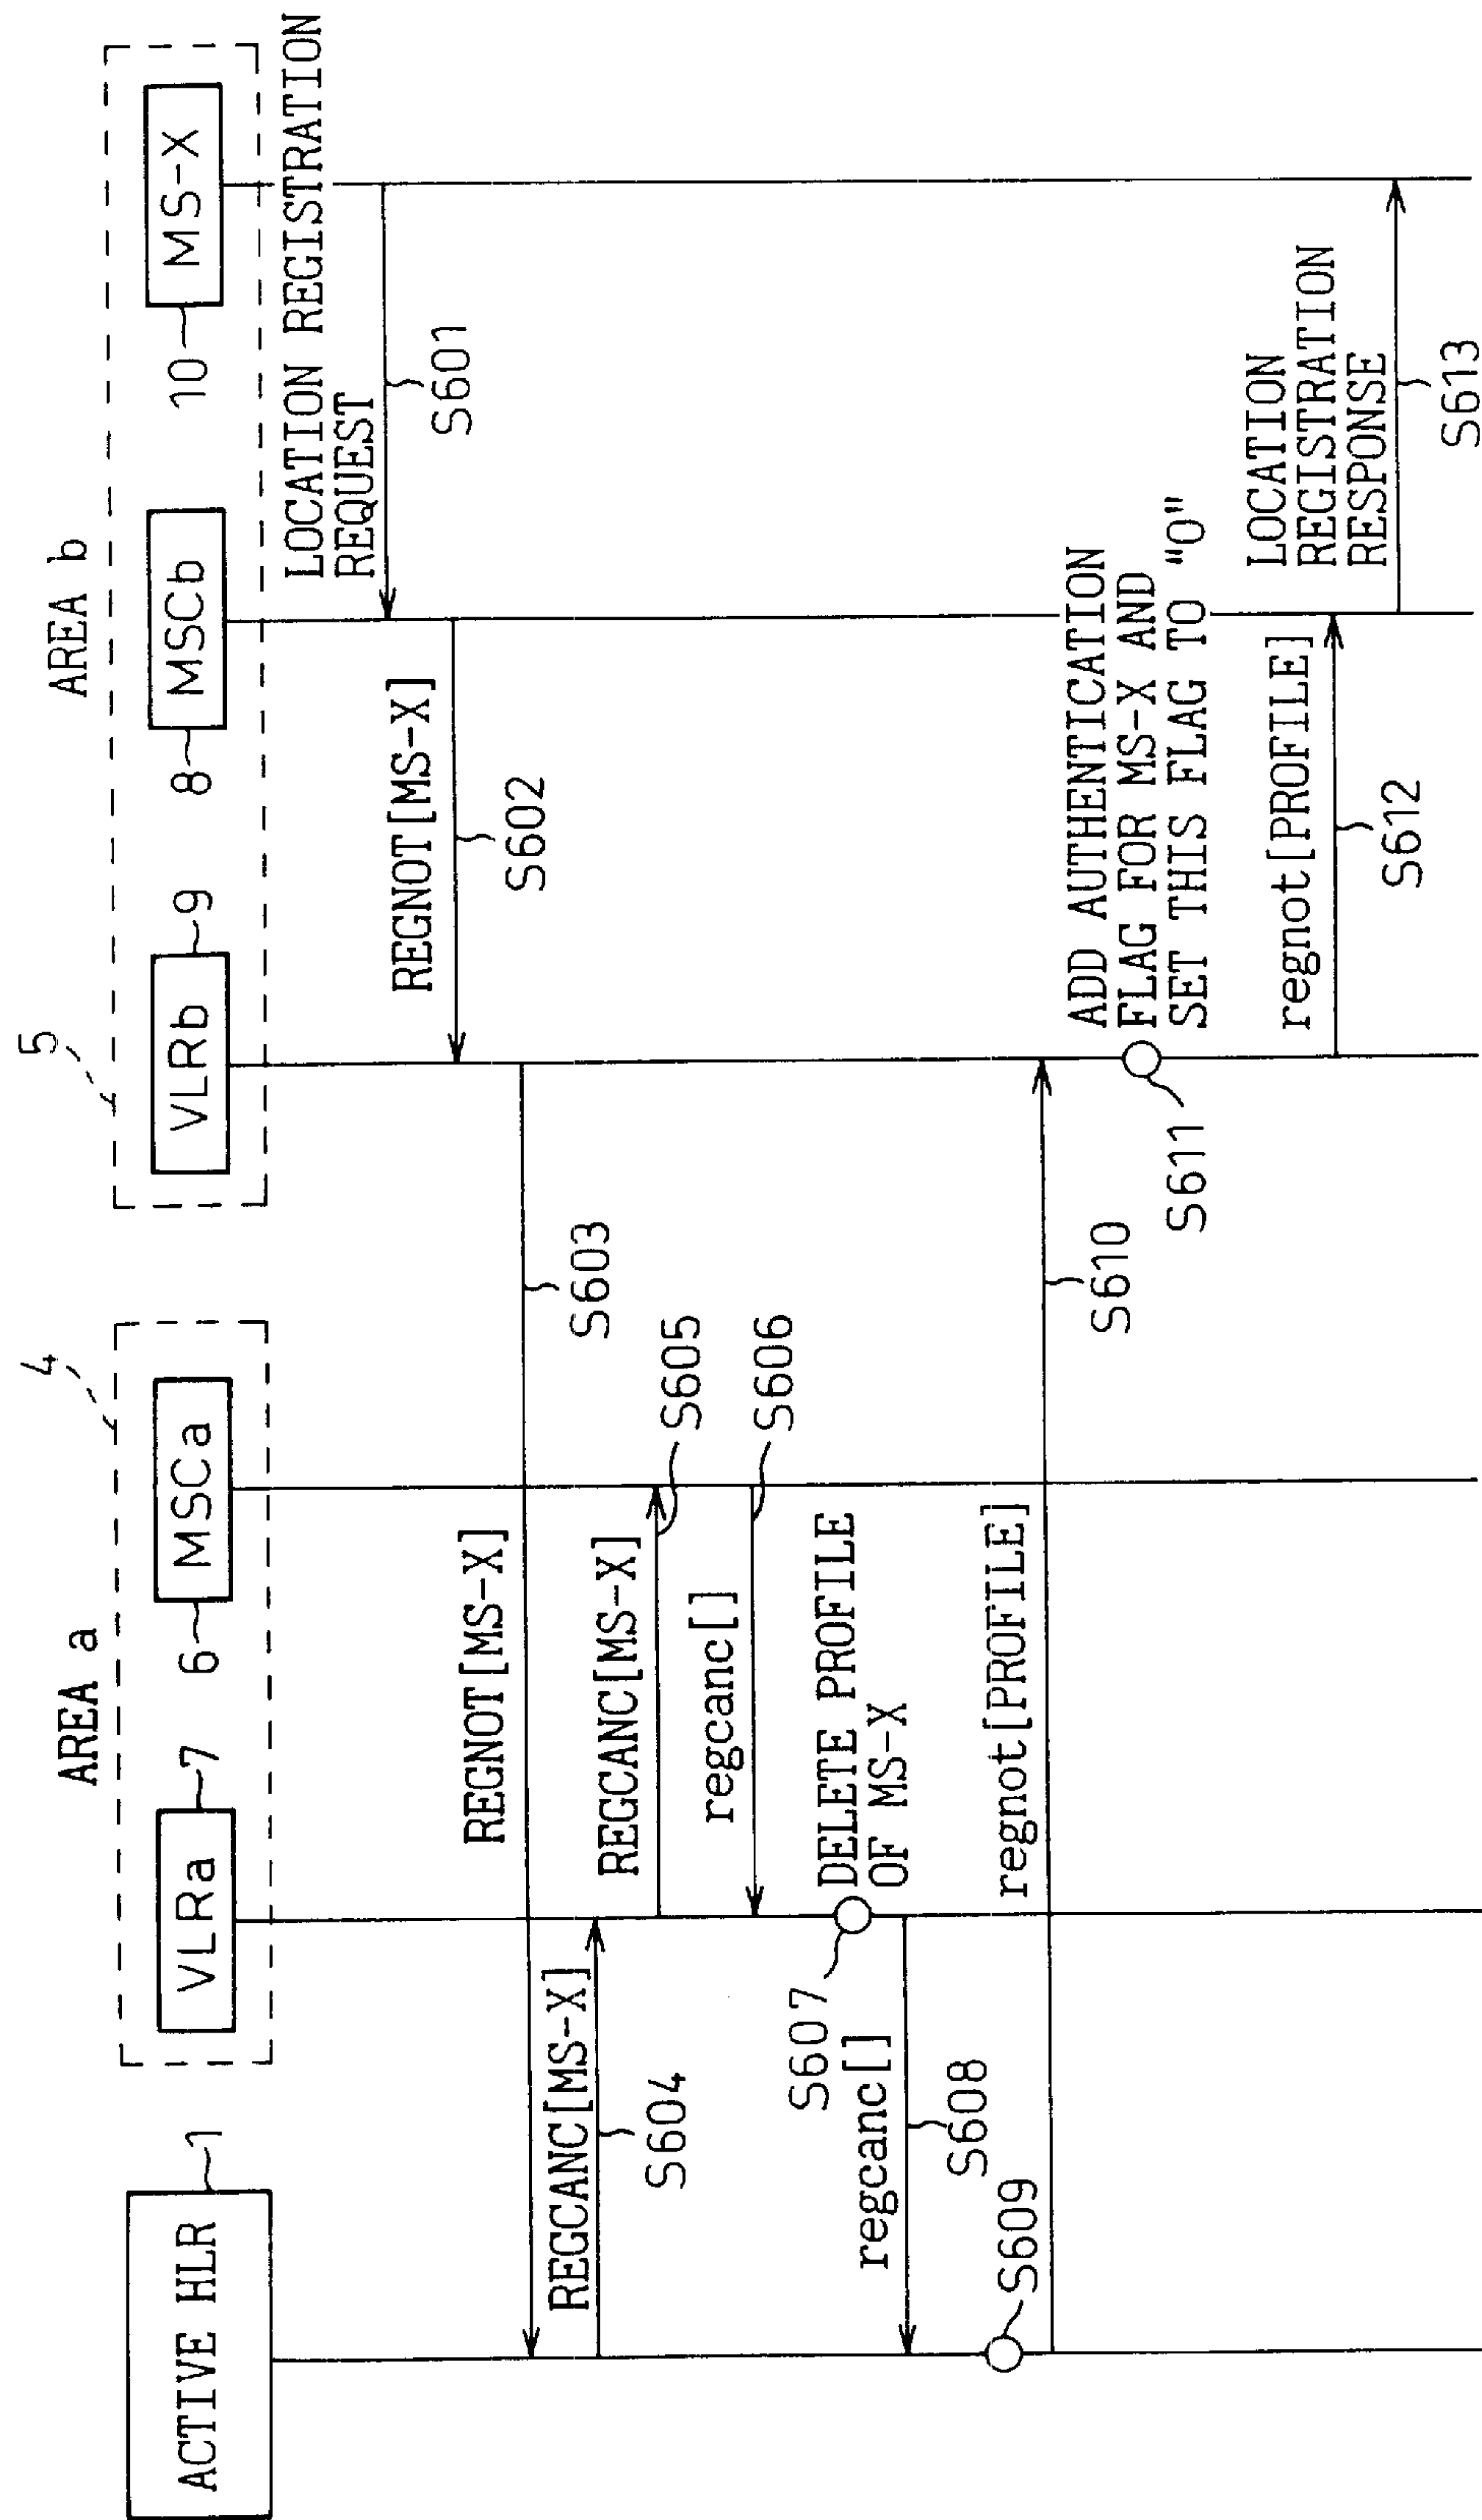 AREA a
AREA b
4
5
ACTIVE HLR
1
VLRa
7
6
MSCa
VLRb
9
8
MSCb
10
MS-X
LOCATION REGISTRATION
REQUEST
S601
REGNOT[MS-X]
S602
REGNOT[MS-X]
S603
REGCANC[MS-X]
S604
REGCANC[MS-X]
S605
regcanc[]
S606
DELETE PROFILE
OF MS-X
S607
regcanc[]
S608
S609
regnot[PROFILE]
S610
ADD AUTHENTICATION
FLAG FOR MS-X AND
SET THIS FLAG TO "0"
S611
regnot[PROFILE]
S612
LOCATION
REGISTRATION
RESPONSE
S613